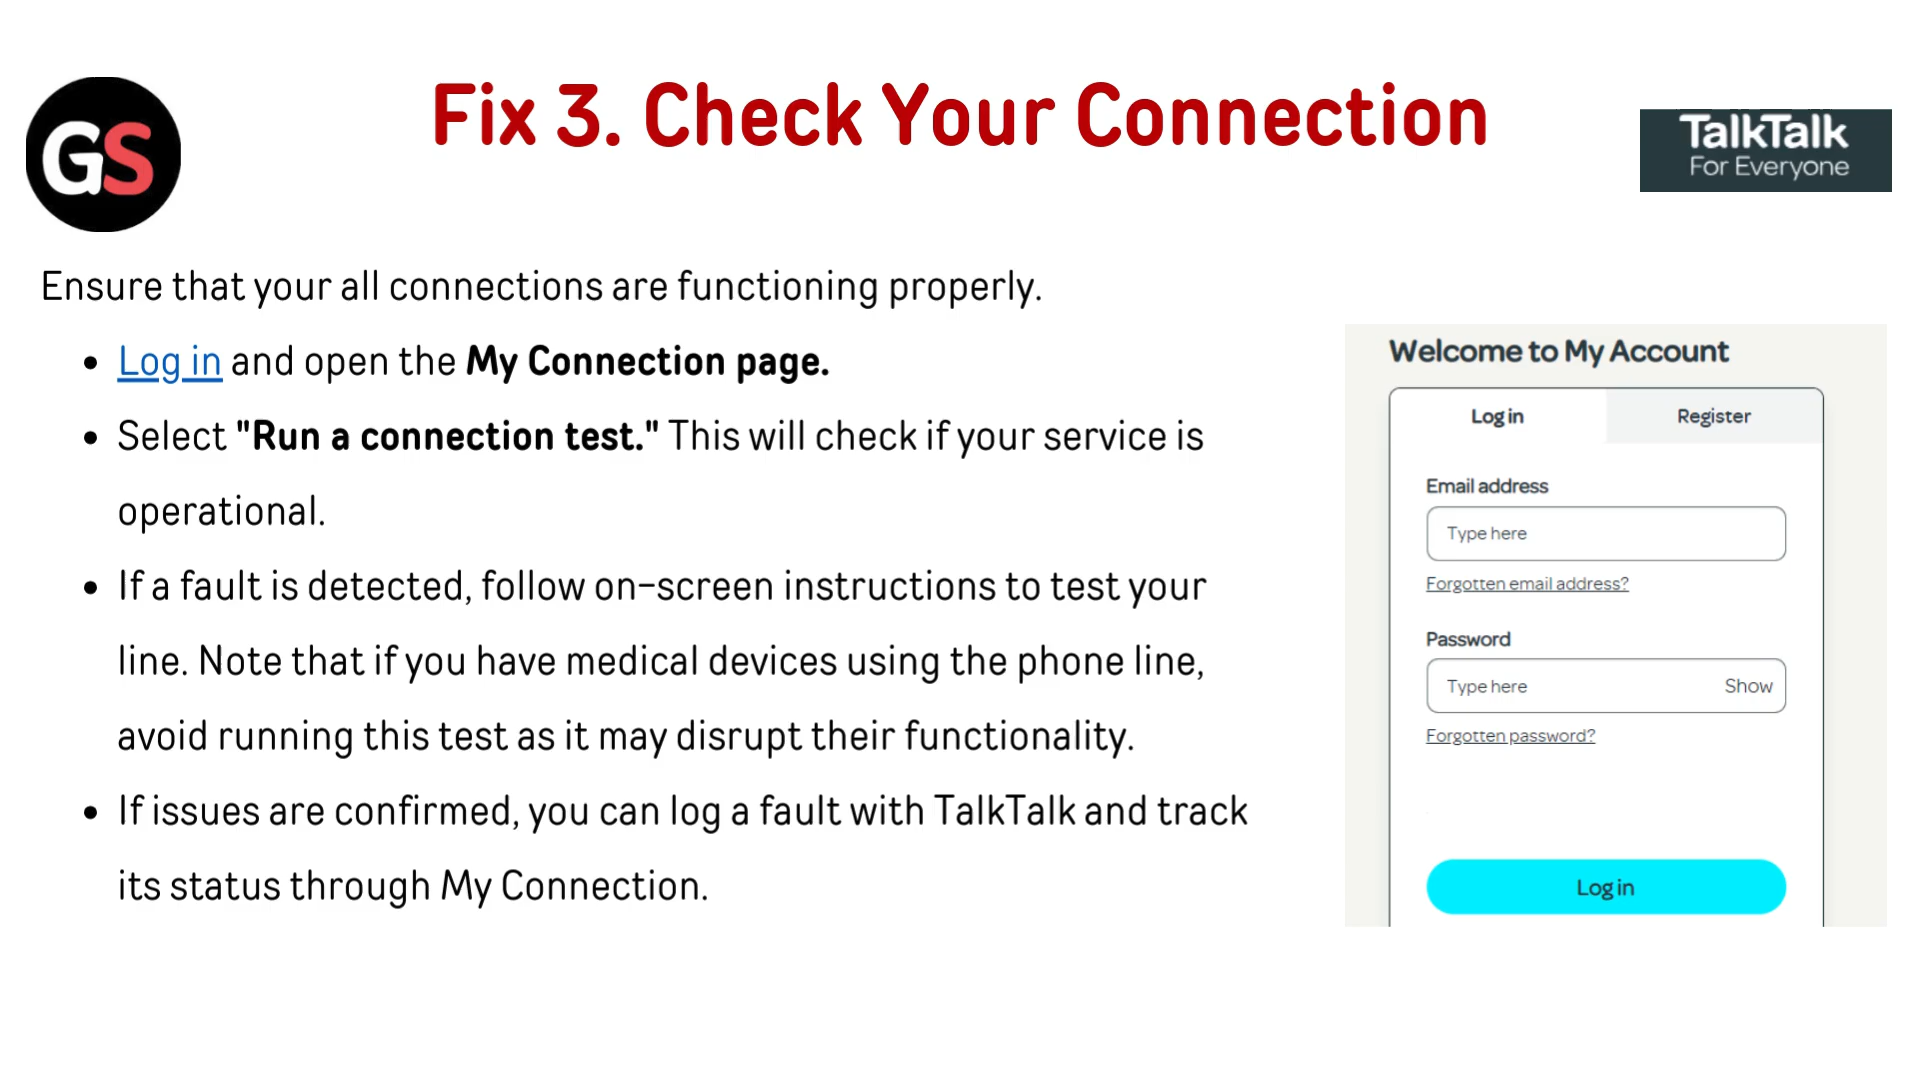 GS
Fix 3. Check Your Connection
TalkTalk
For Everyone
Ensure that your all connections are functioning properly.
• Log in and open the My Connection page.
• Select "Run a connection test." This will check if your service is
operational.
• If a fault is detected, follow on-screen instructions to test your
line. Note that if you have medical devices using the phone line,
avoid running this test as it may disrupt their functionality.
• If issues are confirmed, you can log a fault with TalkTalk and track
its status through My Connection.
Welcome to My Account
Log in Register
Email address
Type here
Forgotten email address?
Password
Type here Show
Forgotten password?
Log in